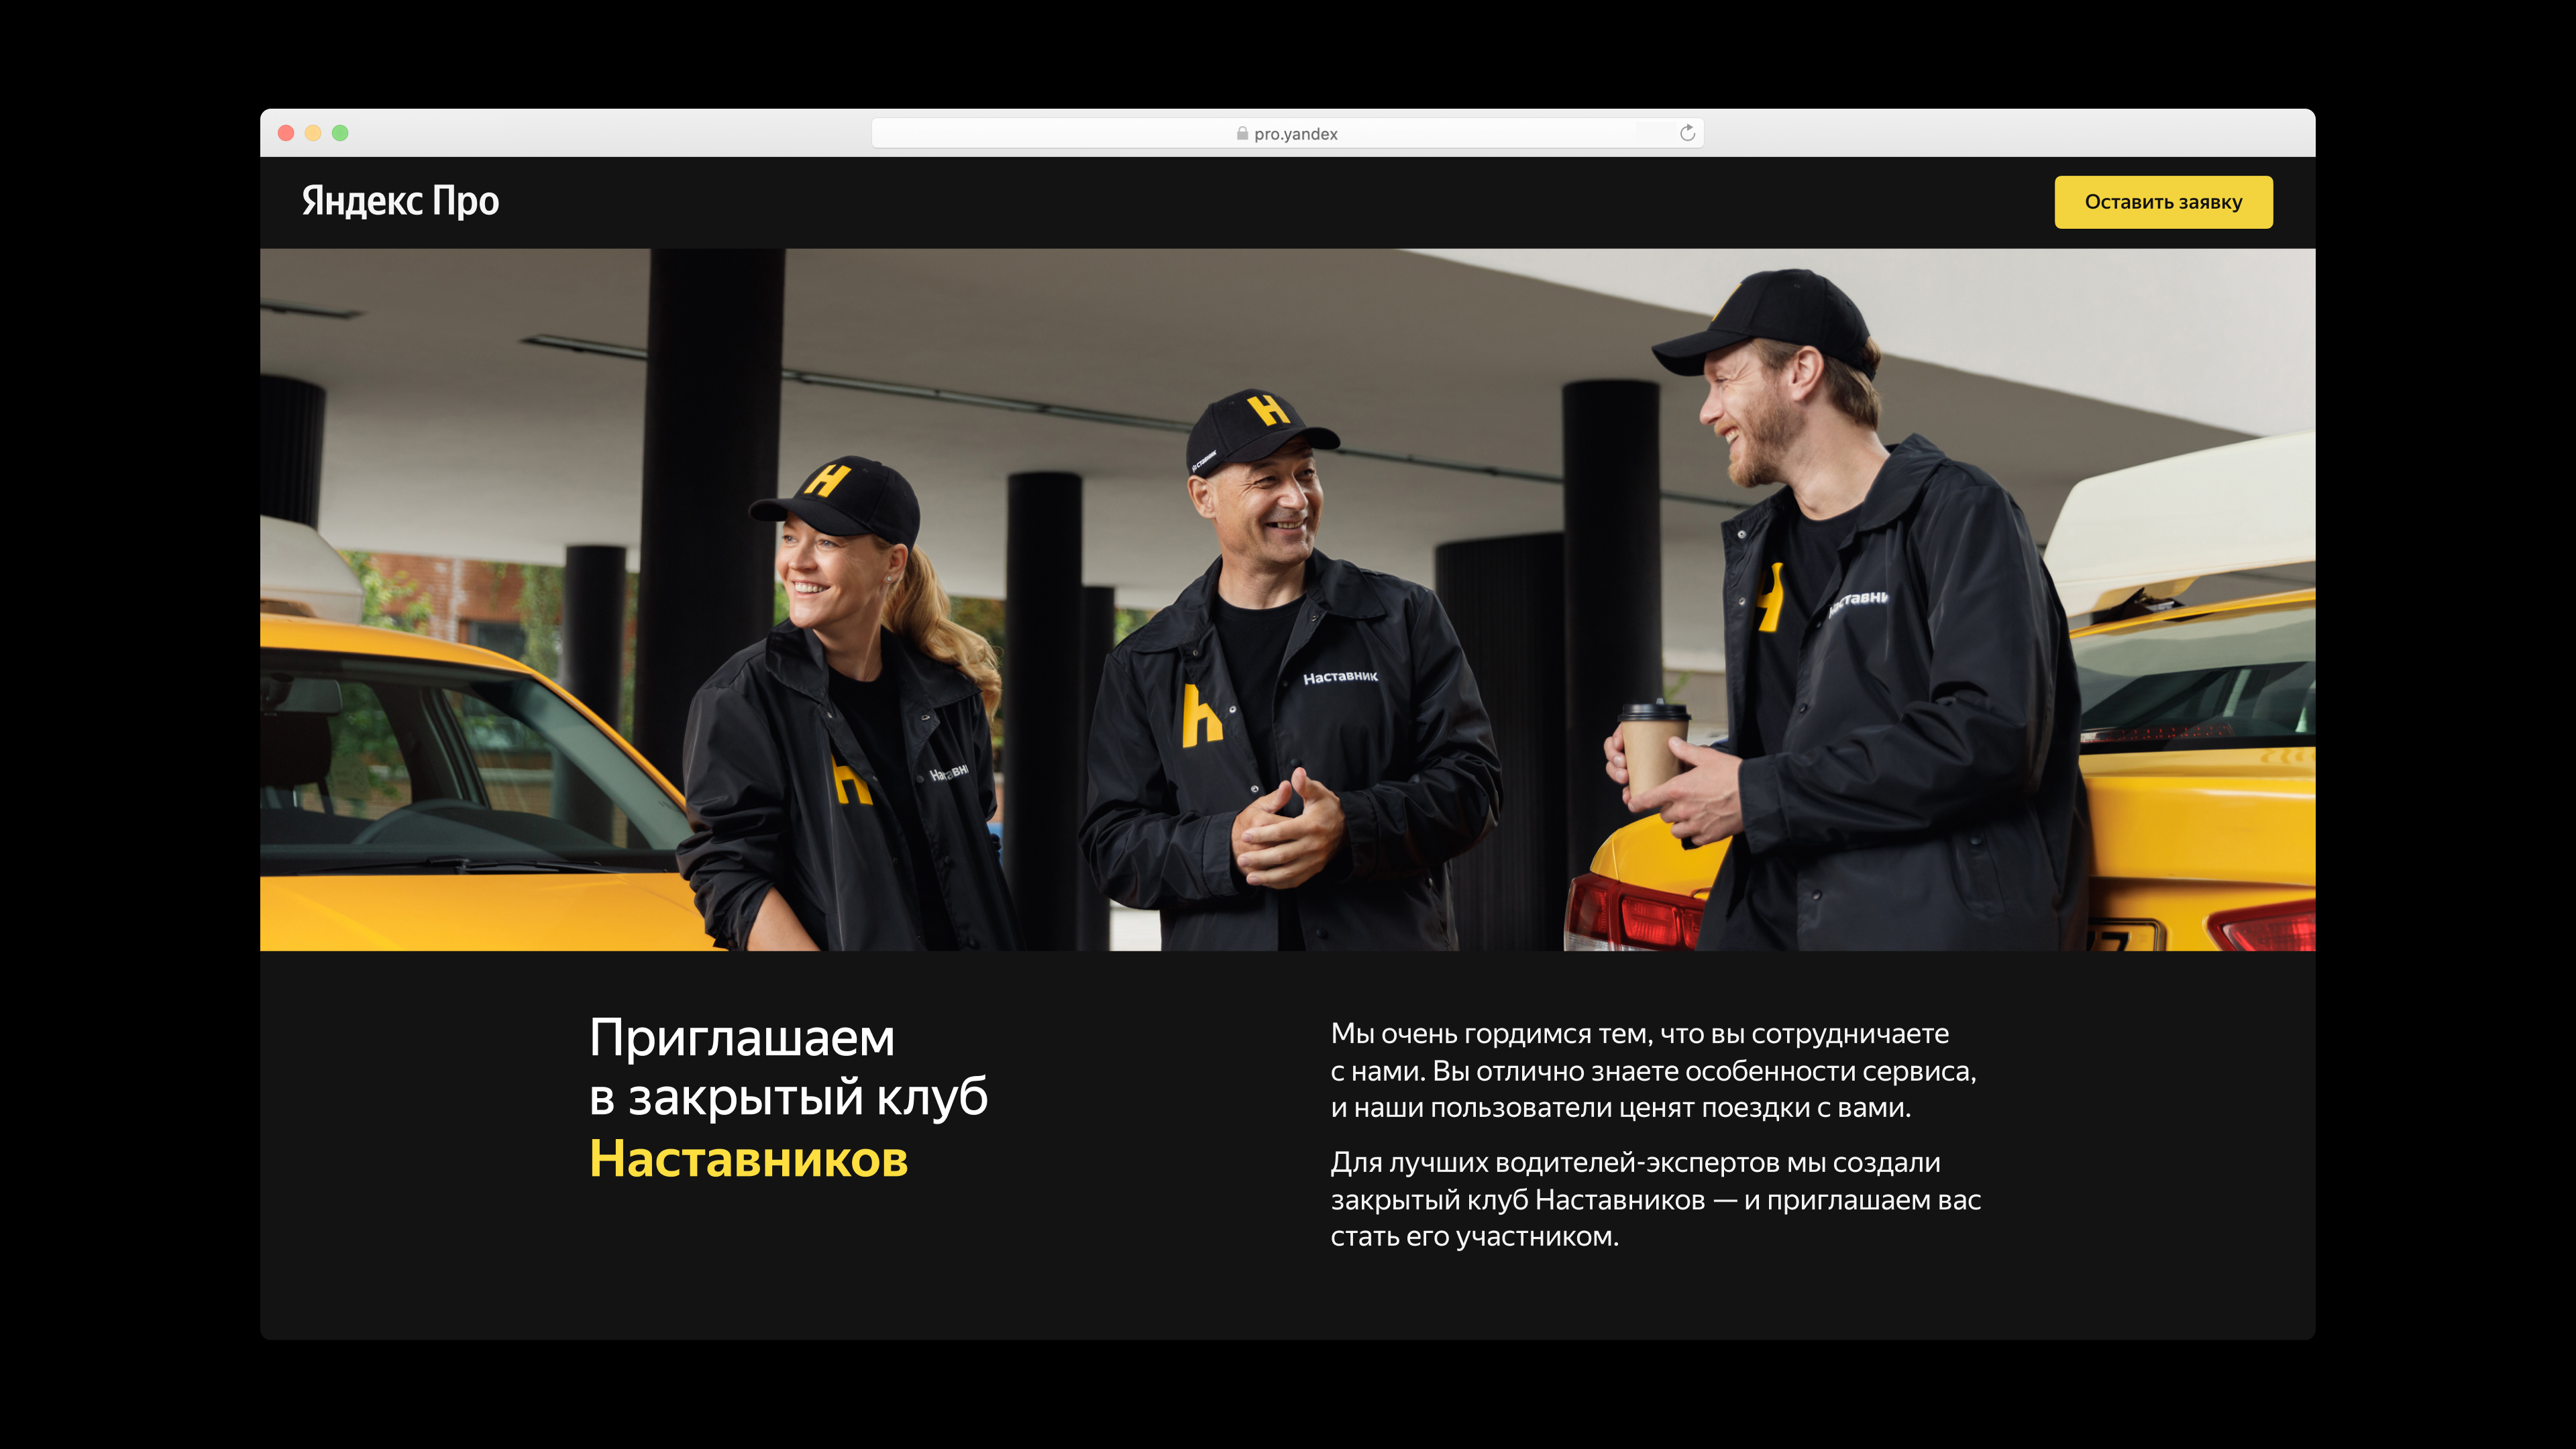 pro.yandex
Яндекс Про
Оставить заявку
H
H
Наставник
Наставник
Приглашаем
в закрытый клуб
Наставников
Мы очень гордимся тем, что вы сотрудничаете
с нами. Вы отлично знаете особенности сервиса,
и наши пользователи ценят поездки с вами.
Для лучших водителей-экспертов мы создали
закрытый клуб Наставников — и приглашаем вас
стать его участником.